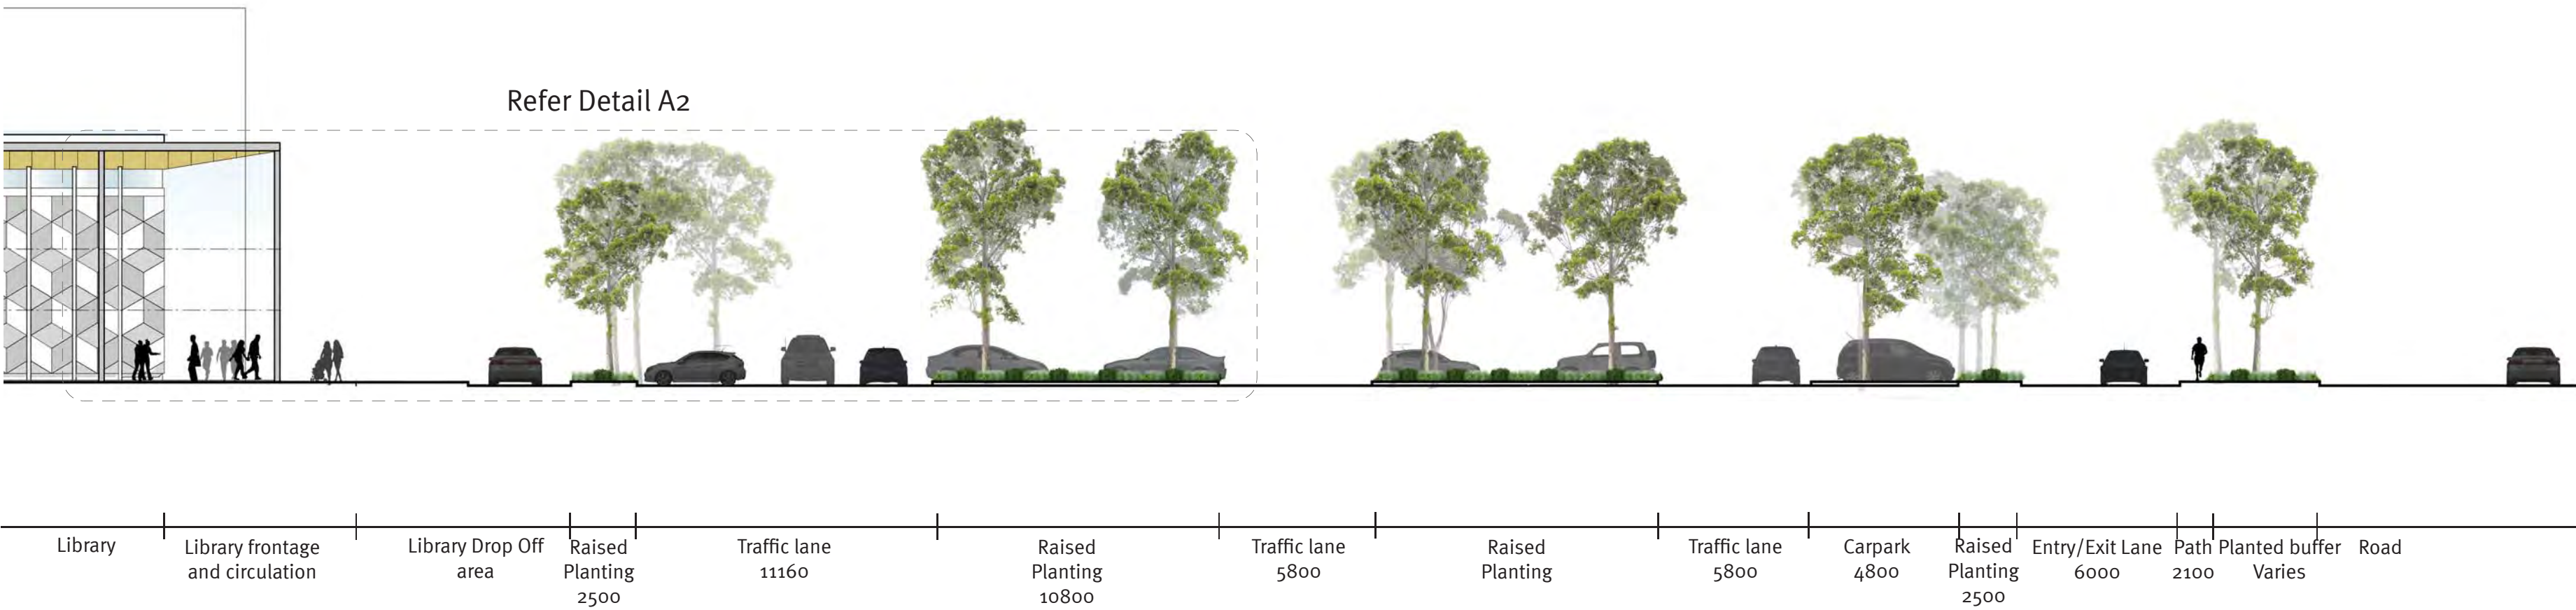 Refer Detail A2
Library
Library frontage
and circulation
Library Drop Off
area
Raised
Planting
2500
Traffic lane
11160
Raised
Planting
10800
Traffic lane
5800
Raised
Planting
Traffic lane
5800
Carpark
4800
Raised
Planting
2500
Entry/Exit Lane
6000
Path
2100
Planted buffer
Varies
Road